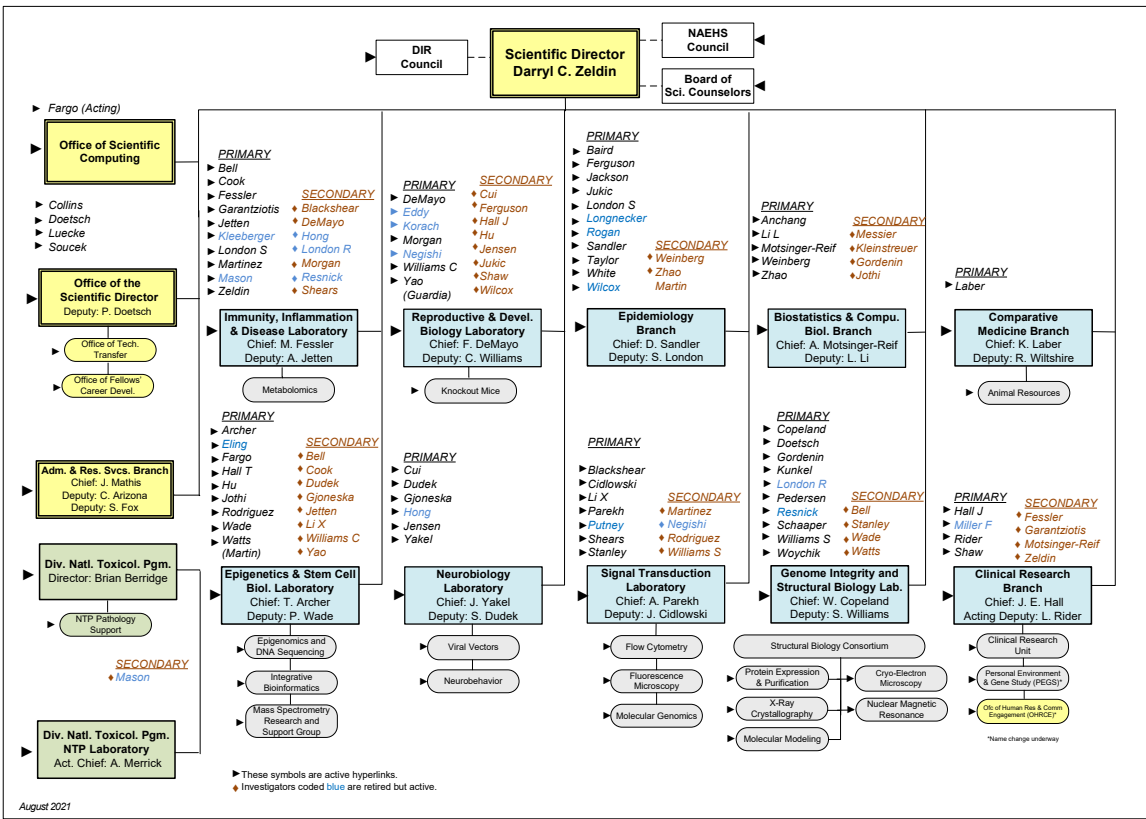 DIR
Council
Scientific Director
Darryl C. Zeldin
NAEHS
Council
Board of
Sci. Counselors
Fargo (Acting)
Office of Scientific
Computing
Collins
Doetsch
Luecke
Soucek
Office of the
Scientific Director
Deputy: P. Doetsch
Office of Tech.
Transfer
Office of Fellows'
Career Devel.
Adm. & Res. Svcs. Branch
Chief: J. Mathis
Deputy: C. Arizona
Deputy: S. Fox
Div. Natl. Toxicol. Pgm.
Director: Brian Berridge
NTP Pathology
Support
SECONDARY
Mason
Div. Natl. Toxicol. Pgm.
NTP Laboratory
Act. Chief: A. Merrick
PRIMARY
Bell
Cook
Fessler
Garantziotis
Jetten
Kleeberger
London S
Martinez
Mason
Zeldin
SECONDARY
Blackshear
DeMayo
Hong
London R
Morgan
Resnick
Shears
Immunity, Inflammation
& Disease Laboratory
Chief: M. Fessler
Deputy: A. Jetten
Metabolomics
PRIMARY
DeMayo
Eddy
Korach
Morgan
Negishi
Williams C
Yao
(Guardia)
SECONDARY
Cui
Ferguson
Hall J
Hu
Jensen
Jukic
Shaw
Wilcox
Reproductive & Devel.
Biology Laboratory
Chief: F. DeMayo
Deputy: C. Williams
Knockout Mice
PRIMARY
Baird
Ferguson
Jackson
Jukic
London S
Longnecker
Rogan
Sandler
Taylor
White
Wilcox
SECONDARY
Weinberg
Zhao
Martin
Epidemiology
Branch
Chief: D. Sandler
Deputy: S. London
PRIMARY
Anchang
Li L
Motsinger-Reif
Weinberg
Zhao
SECONDARY
Messier
Kleinstreuer
Gordenin
Jothi
Biostatistics & Compu.
Biol. Branch
Chief: A. Motsinger-Reif
Deputy: L. Li
PRIMARY
Laber
Comparative
Medicine Branch
Chief: K. Laber
Deputy: R. Wiltshire
Animal Resources
PRIMARY
Archer
Eling
Fargo
Hall T
Hu
Jothi
Rodriguez
Wade
Watts
(Martin)
SECONDARY
Bell
Cook
Dudek
Gjoneska
Jetten
Li X
Williams C
Yao
Epigenetics & Stem Cell
Biol. Laboratory
Chief: T. Archer
Deputy: P. Wade
Epigenomics and
DNA Sequencing
Integrative
Bioinformatics
Mass Spectrometry
Research and
Support Group
PRIMARY
Cui
Dudek
Gjoneska
Hong
Jensen
Yakel
Neurobiology
Laboratory
Chief: J. Yakel
Deputy: S. Dudek
Viral Vectors
Neurobehavior
PRIMARY
Blackshear
Cidlowski
Li X
Parekh
Putney
Shears
Stanley
SECONDARY
Martinez
Negishi
Rodriguez
Williams S
Signal Transduction
Laboratory
Chief: A. Parekh
Deputy: J. Cidlowski
Flow Cytometry
Fluorescence
Microscopy
Molecular Genomics
PRIMARY
Copeland
Doetsch
Gordenin
Kunkel
London R
Pedersen
Resnick
Schaaper
Williams S
Woychik
SECONDARY
Bell
Stanley
Wade
Watts
Genome Integrity and
Structural Biology Lab.
Chief: W. Copeland
Deputy: S. Williams
Structural Biology Consortium
Protein Expression
& Purification
Cryo-Electron
Microscopy
X-Ray
Crystallography
Nuclear Magnetic
Resonance
Molecular Modeling
PRIMARY
Hall J
Miller F
Rider
Shaw
SECONDARY
Fessler
Garantziotis
Motsinger-Reif
Zeldin
Clinical Research
Branch
Chief: J. E. Hall
Acting Deputy: L. Rider
Clinical Research
Unit
Personal Environment
& Gene Study (PEGS)*
Ofc of Human Res & Comm
Engagement (OHRCE)*
*Name change underway
These symbols are active hyperlinks.
Investigators coded blue are retired but active.
August 2021